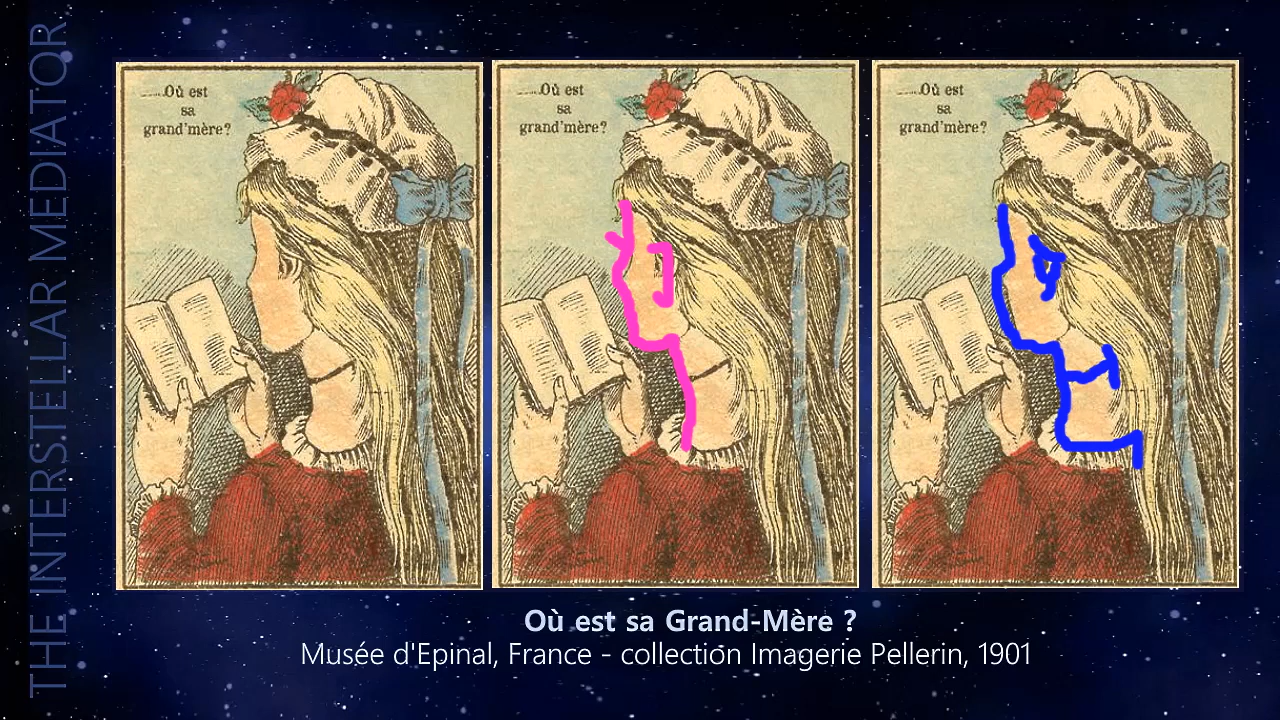 THE INTERSTELLAR MEDIATOR
......Où est
sa
grand'mère?
......Où est
sa
grand'mère?
......Où est
sa
grand'mère?
Où est sa Grand-Mère ?
Musée d'Epinal, France - collection Imagerie Pellerin, 1901